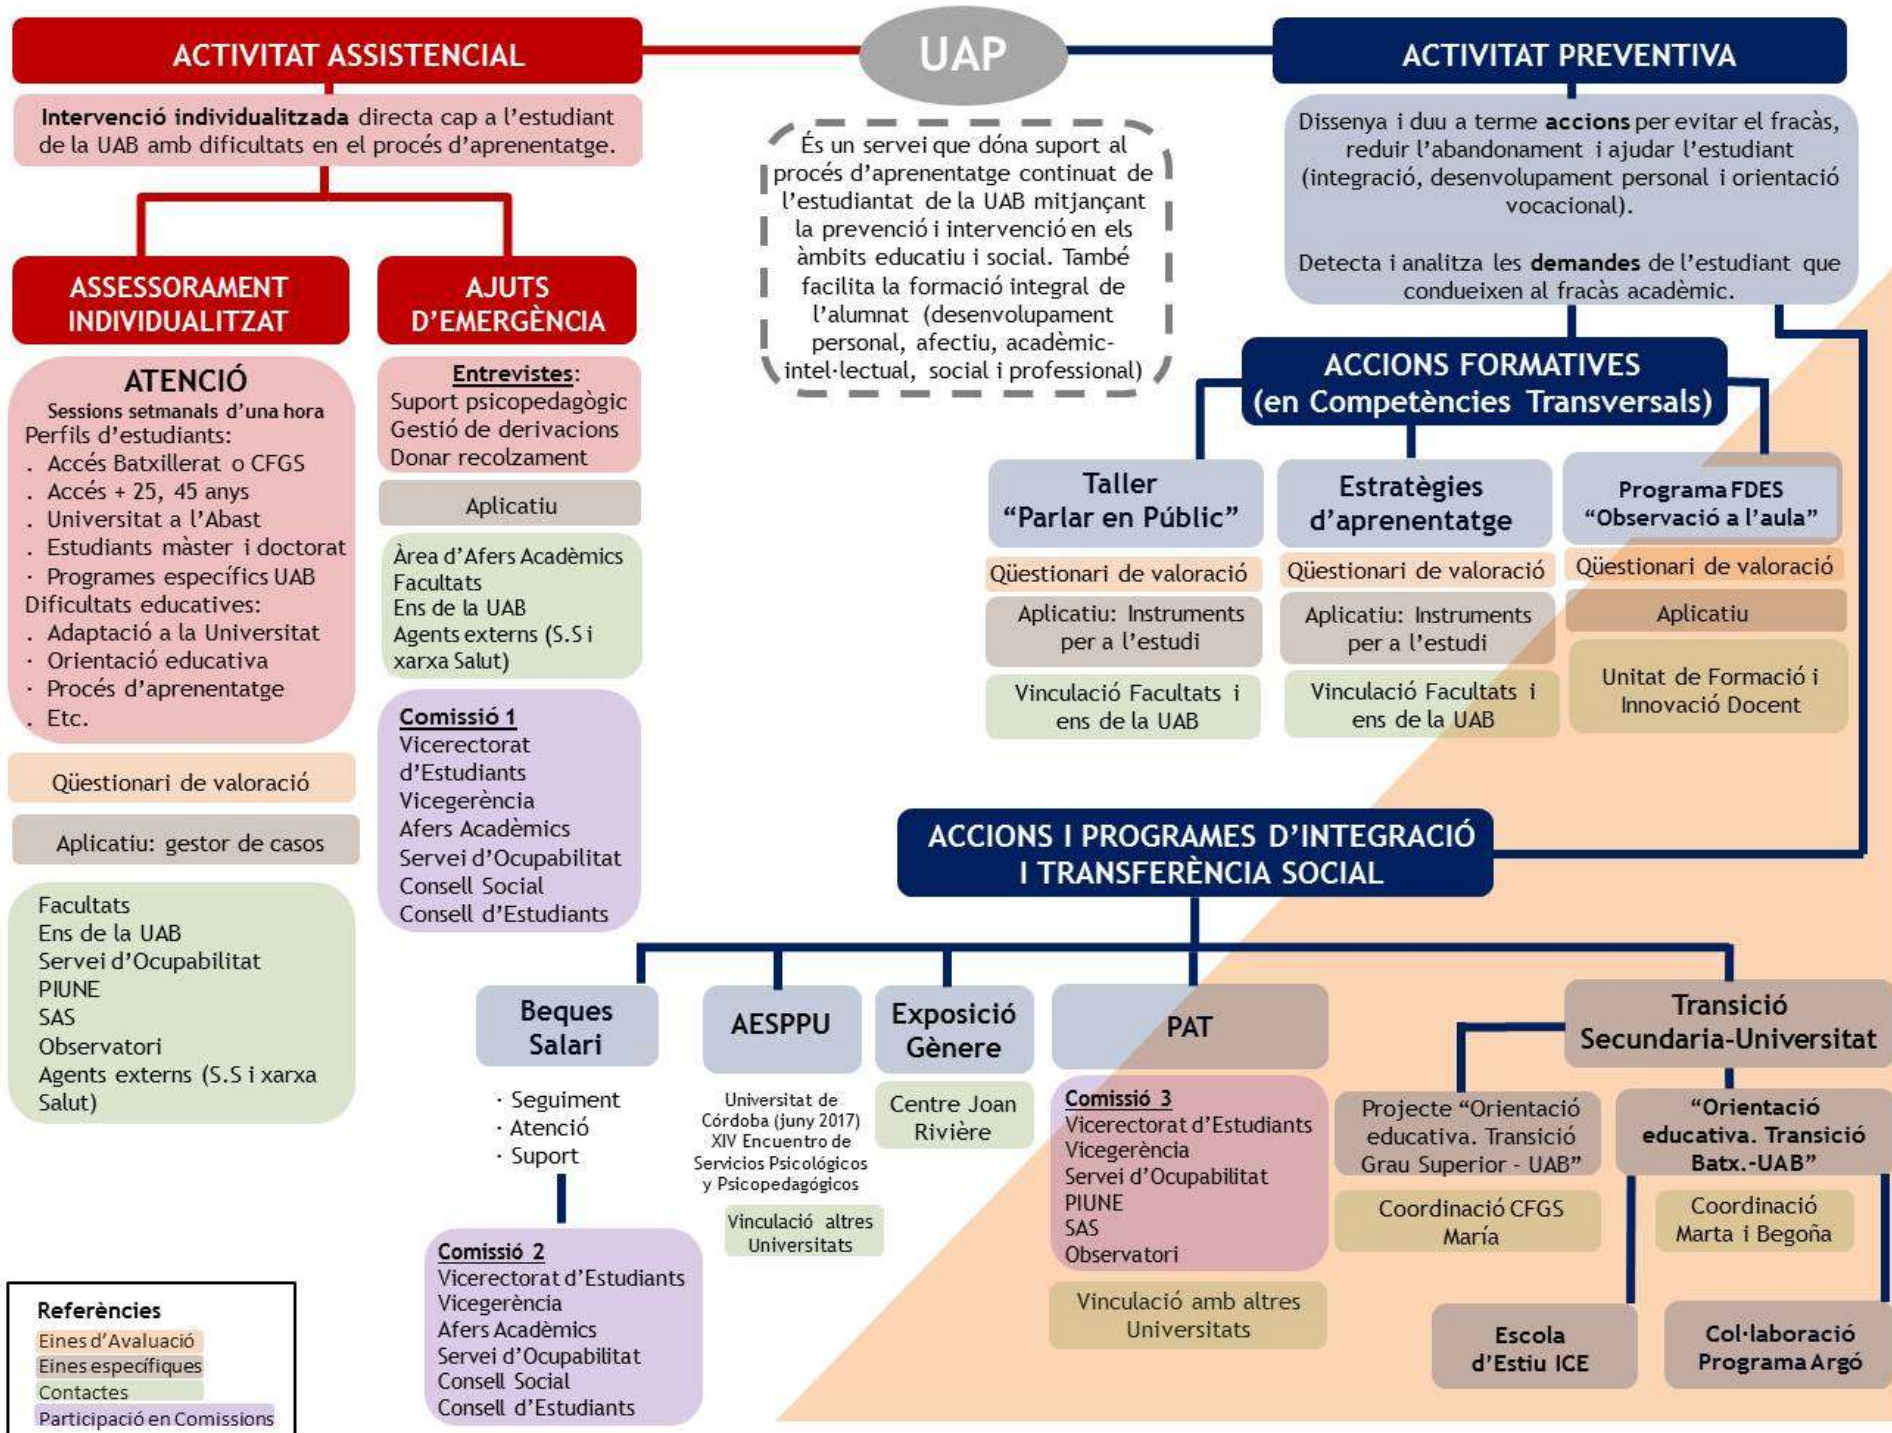 UAP
ACTIVITAT ASSISTENCIAL
Intervenció individualitzada directa cap a l'estudiant
de la UAB amb dificultats en el procés d'aprenentatge.
ASSESSORAMENT
INDIVIDUALITZAT
ATENCIÓ
Sessions setmanals d'una hora
Perfils d'estudiants:
. Accés Batxillerat o CFGS
. Accés + 25, 45 anys
. Universitat a l'Abast
. Estudiants màster i doctorat
· Programes específics UAB
Dificultats educatives:
. Adaptació a la Universitat
· Orientació educativa
· Procés d'aprenentatge
. Etc.
Qüestionari de valoració
Aplicatiu: gestor de casos
Facultats
Ens de la UAB
Servei d'Ocupabilitat
PIUNE
SAS
Observatori
Agents externs (S.S i xarxa
Salut)
AJUTS
D'EMERGÈNCIA
Entrevistes:
Suport psicopedagògic
Gestió de derivacions
Donar recolzament
Aplicatiu
Àrea d'Afers Acadèmics
Facultats
Ens de la UAB
Agents externs (S.S i
xarxa Salut)
Comissió 1
Vicerectorat
d'Estudiants
Vicegerència
Afers Acadèmics
Servei d'Ocupabilitat
Consell Social
Consell d'Estudiants
És un servei que dóna suport al
procés d'aprenentatge continuat de
l'estudiantat de la UAB mitjançant
la prevenció i intervenció en els
àmbits educatiu i social. També
facilita la formació integral de
l'alumnat (desenvolupament
personal, afectiu, acadèmic-
intel·lectual, social i professional)
ACTIVITAT PREVENTIVA
Dissenya i duu a terme accions per evitar el fracàs,
reduir l'abandonament i ajudar l'estudiant
(integració, desenvolupament personal i orientació
vocacional).
Detecta i analitza les demandes de l'estudiant que
condueixen al fracàs acadèmic.
ACCIONS FORMATIVES
(en Competències Transversals)
Taller
“Parlar en Públic”
Qüestionari de valoració
Aplicatiu: Instruments
per a l'estudi
Vinculació Facultats i
ens de la UAB
Estratègies
d'aprenentatge
Qüestionari de valoració
Aplicatiu: Instruments
per a l'estudi
Vinculació Facultats i
ens de la UAB
Programa FDES
“Observació a l'aula”
Qüestionari de valoració
Aplicatiu
Unitat de Formació i
Innovació Docent
ACCIONS I PROGRAMES D'INTEGRACIÓ
I TRANSFERÈNCIA SOCIAL
Beques
Salari
· Seguiment
· Atenció
· Suport
Comissió 2
Vicerectorat d'Estudiants
Vicegerència
Afers Acadèmics
Servei d'Ocupabilitat
Consell Social
Consell d'Estudiants
AESPPU
Universitat de
Córdoba (juny 2017)
XIV Encuentro de
Servicios Psicológicos
y Psicopedagógicos
Vinculació altres
Universitats
Exposició
Gènere
Centre Joan
Rivière
PAT
Comissió 3
Vicerectorat d'Estudiants
Vicegerència
Servei d'Ocupabilitat
PIUNE
SAS
Observatori
Vinculació amb altres
Universitats
Transició
Secundaria-Universitat
Projecte “Orientació
educativa. Transició
Grau Superior - UAB”
Coordinació CFGS
María
“Orientació
educativa. Transició
Batx.-UAB”
Coordinació
Marta i Begoña
Escola
d'Estiu ICE
Col·laboració
Programa Argó
Referències
Eines d'Avaluació
Eines específiques
Contactes
Participació en Comissions